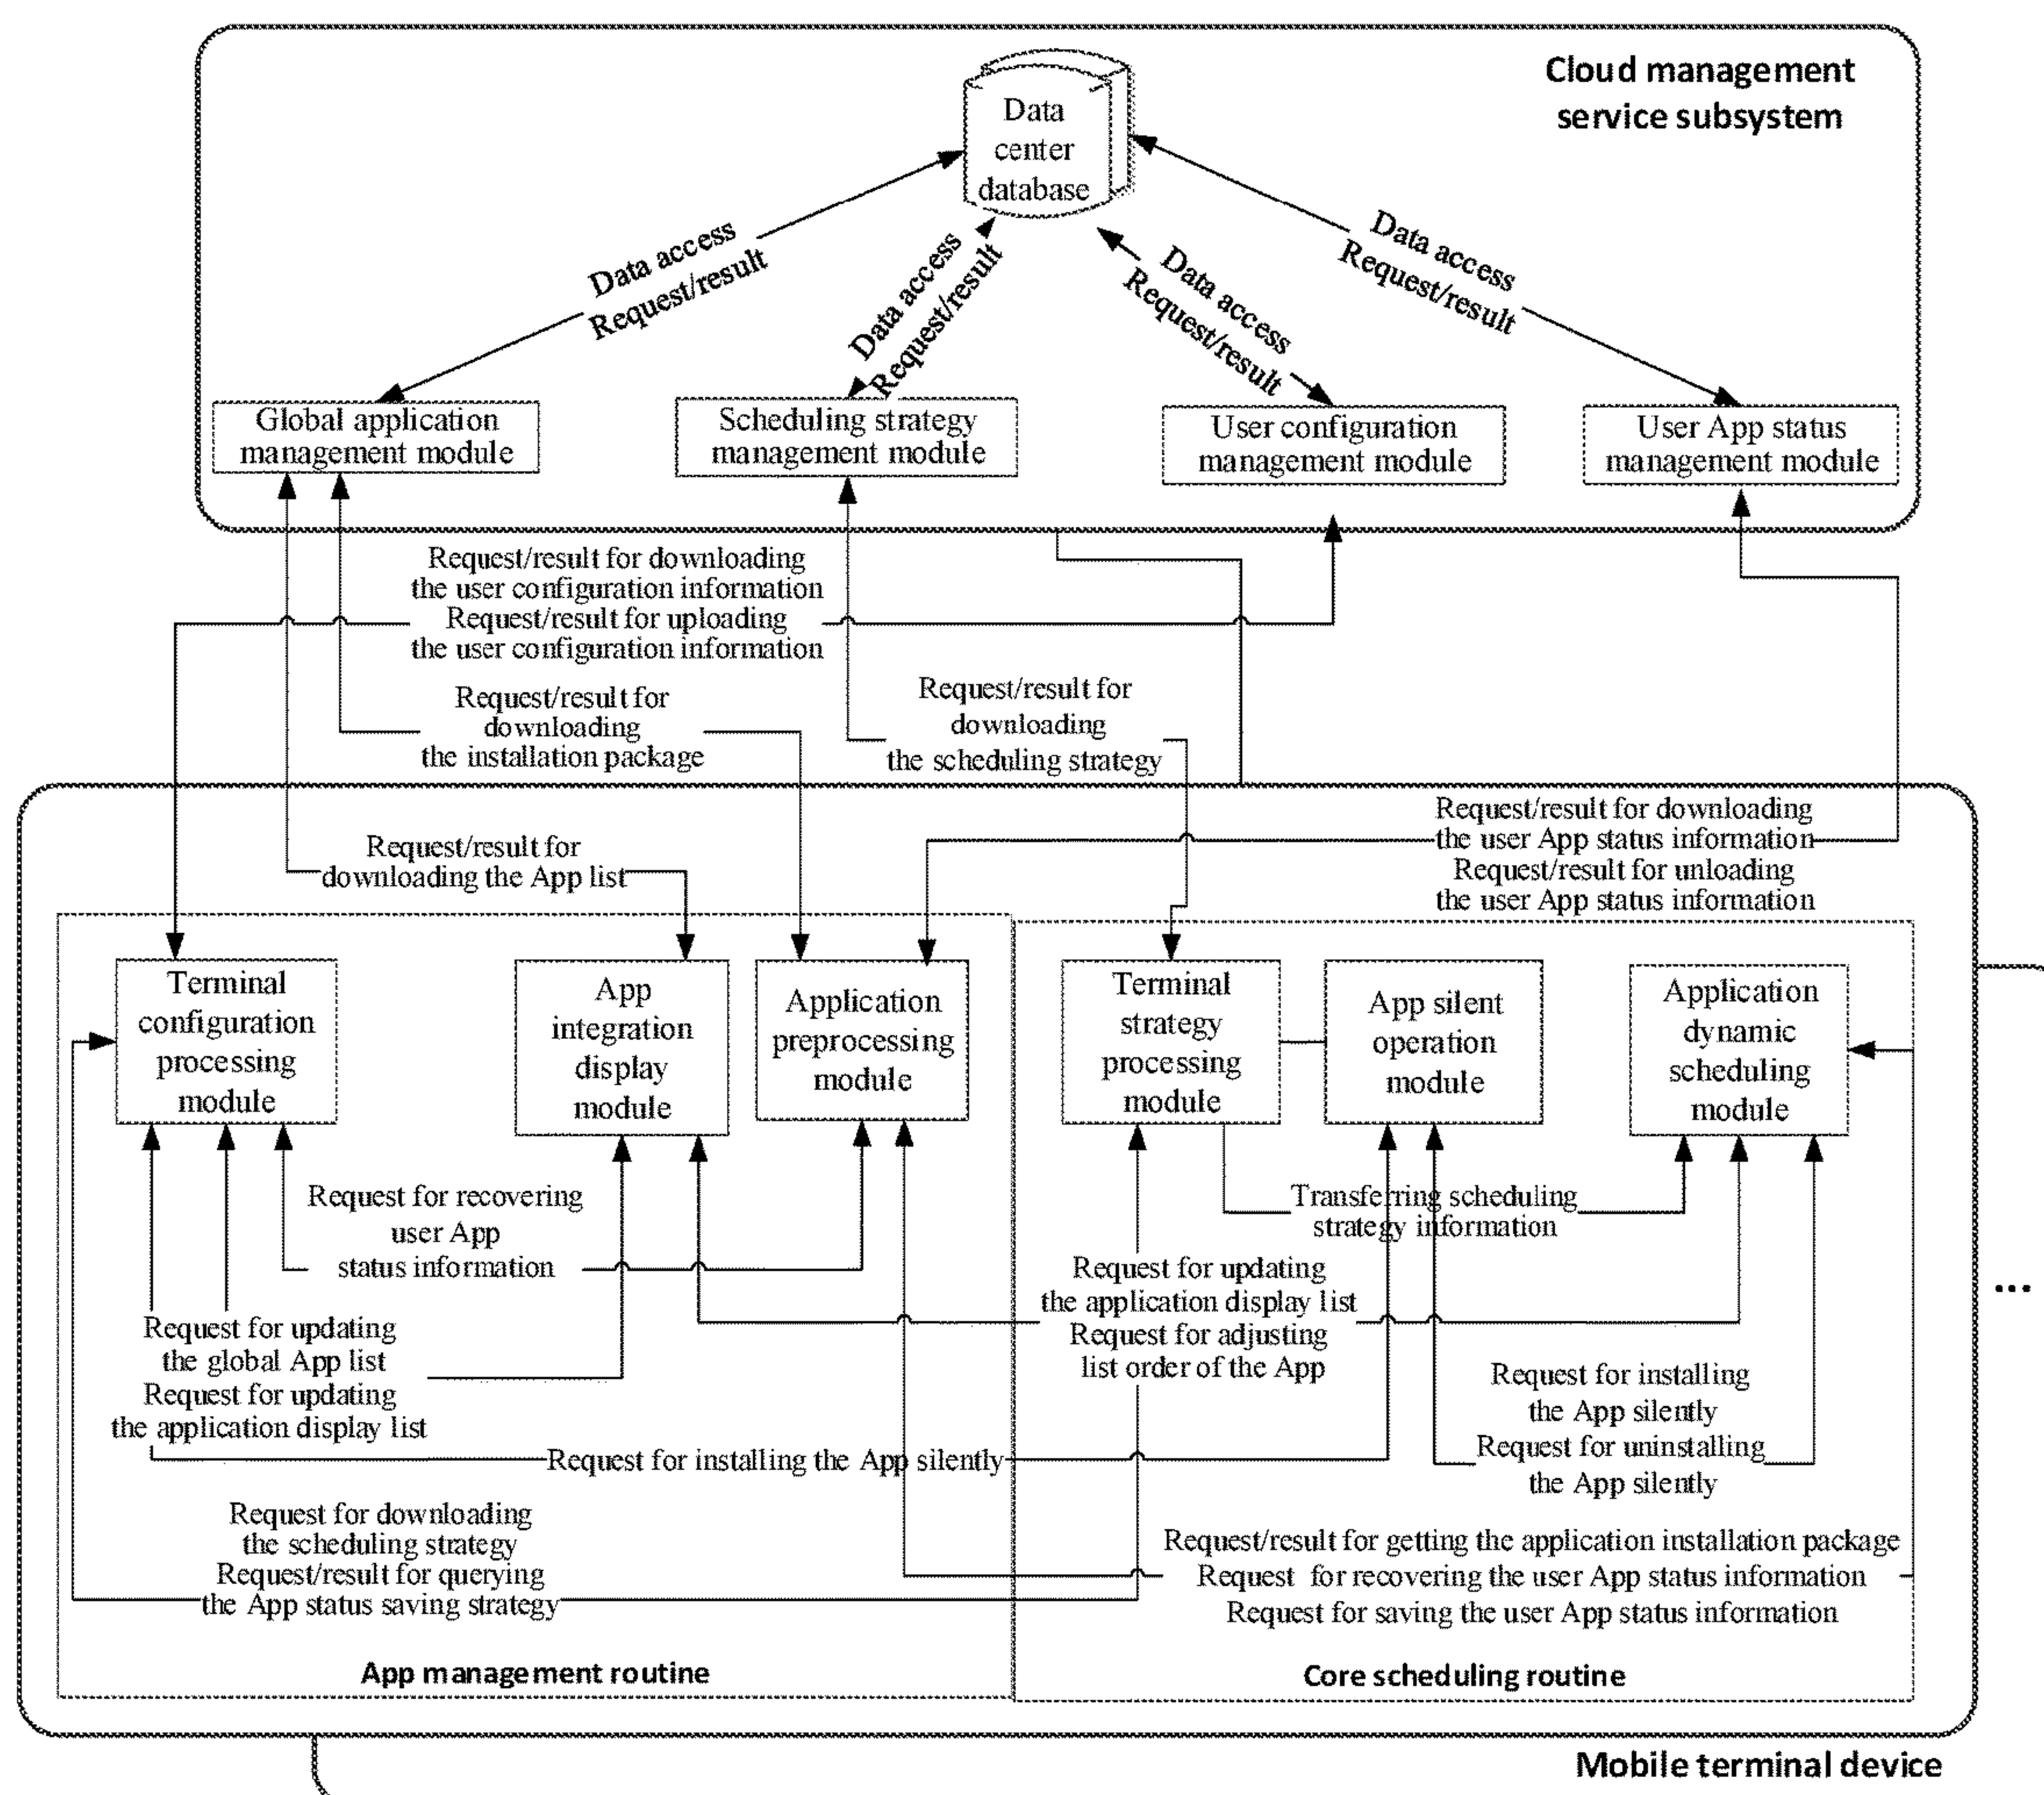 Cloud management
service subsystem
Data
center
database
Data access
Request/result
Data access
Request/result
Data access
Request/result
Data access
Request/result
Global application
management module
Scheduling strategy
management module
User configuration
management module
User App status
management module
Request/result for downloading
the user configuration information
Request/result for uploading
the user configuration information
Request/result for
downloading
the installation package
Request/result for
downloading
the scheduling strategy
Request/result for downloading
the user App status information
Request/result for unloading
the user App status information
Request/result for
downloading the App list
Terminal
configuration
processing
module
App
integration
display
module
Application
preprocessing
module
Terminal
strategy
processing
module
App silent
operation
module
Application
dynamic
scheduling
module
Request for recovering
user App
status information
Transferring scheduling
strategy information
Request for updating
the application display list
Request for adjusting
list order of the App
Request for updating
the global App list
Request for updating
the application display list
Request for installing
the App silently
Request for uninstalling
the App silently
Request for installing the App silently
Request for downloading
the scheduling strategy
Request/result for querying
the App status saving strategy
Request/result for getting the application installation package
Request for recovering the user App status information
Request for saving the user App status information
...
App management routine
Core scheduling routine
Mobile terminal device